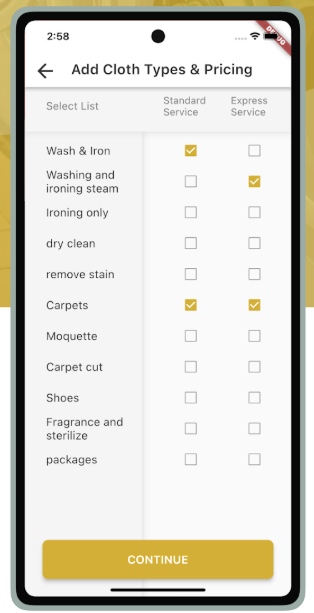 2:58
Add Cloth Types & Pricing
Select List
Standard
Service
Express
Service
Wash & Iron
Washing and
ironing steam
Ironing only
dry clean
remove stain
Carpets
Moquette
Carpet cut
Shoes
Fragrance and
sterilize
packages
CONTINUE